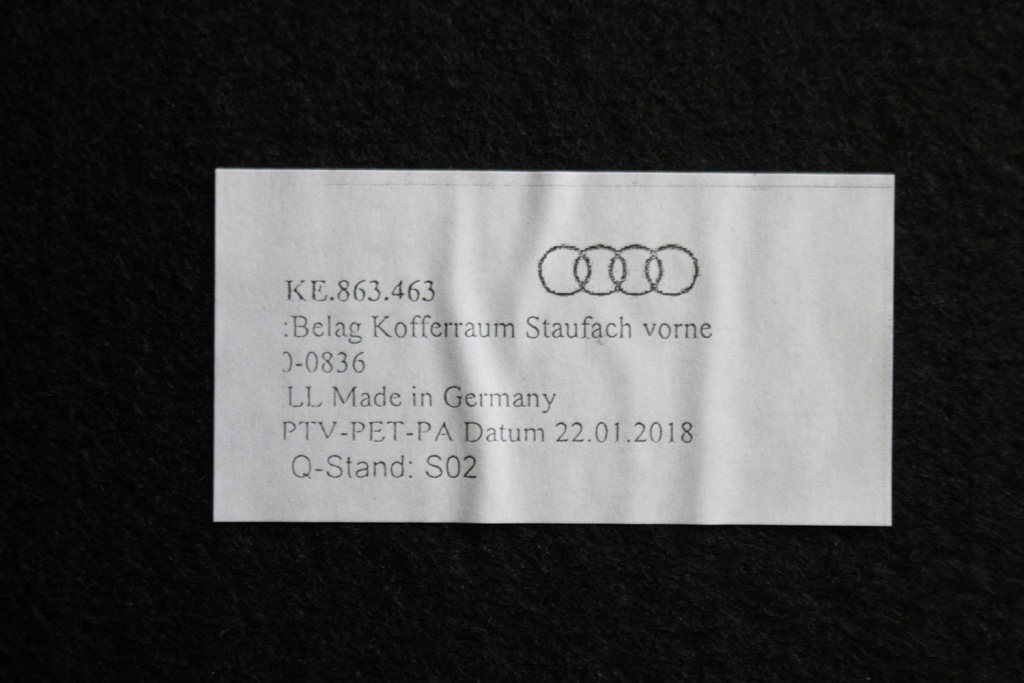 KE.863.463
:Belag Kofferraum Staufach vorne
)-0836
LL Made in Germany
PTV-PET-PA Datum 22.01.2018
Q-Stand: S02